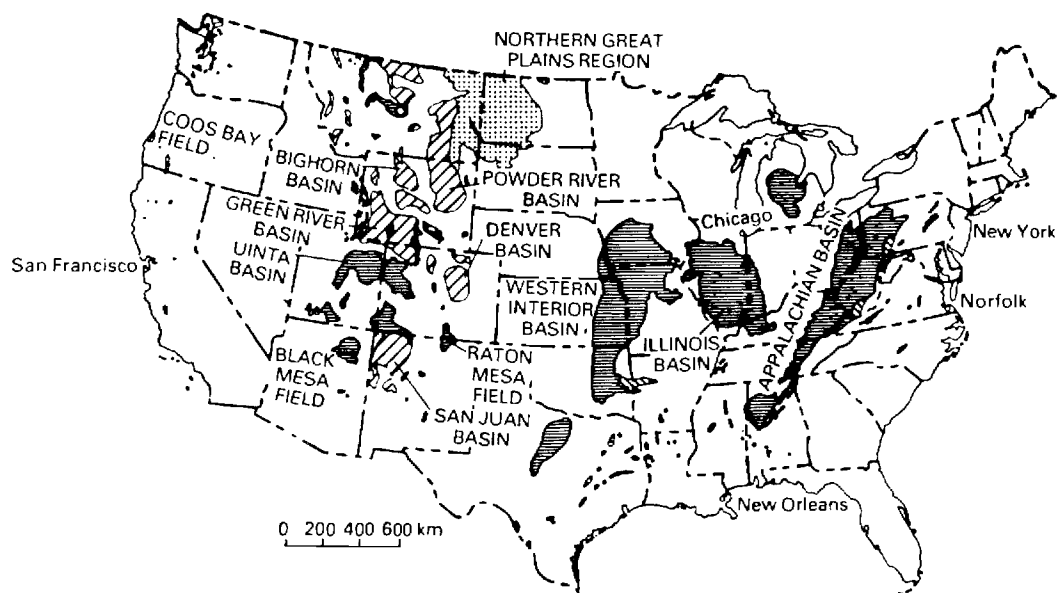 NORTHERN GREAT
PLAINS REGION
COOS BAY
FIELD
BIGHORN
BASIN
POWDER RIVER
BASIN
GREEN RIVER
BASIN
UINTA
BASIN
DENVER
BASIN
Chicago
APPALACHIAN BASIN
New York
San Francisco
WESTERN
INTERIOR
BASIN
Norfolk
ILLINOIS
BASIN
BLACK
MESA
FIELD
RATON
MESA
FIELD
SAN JUAN
BASIN
New Orleans
0 200 400 600 km